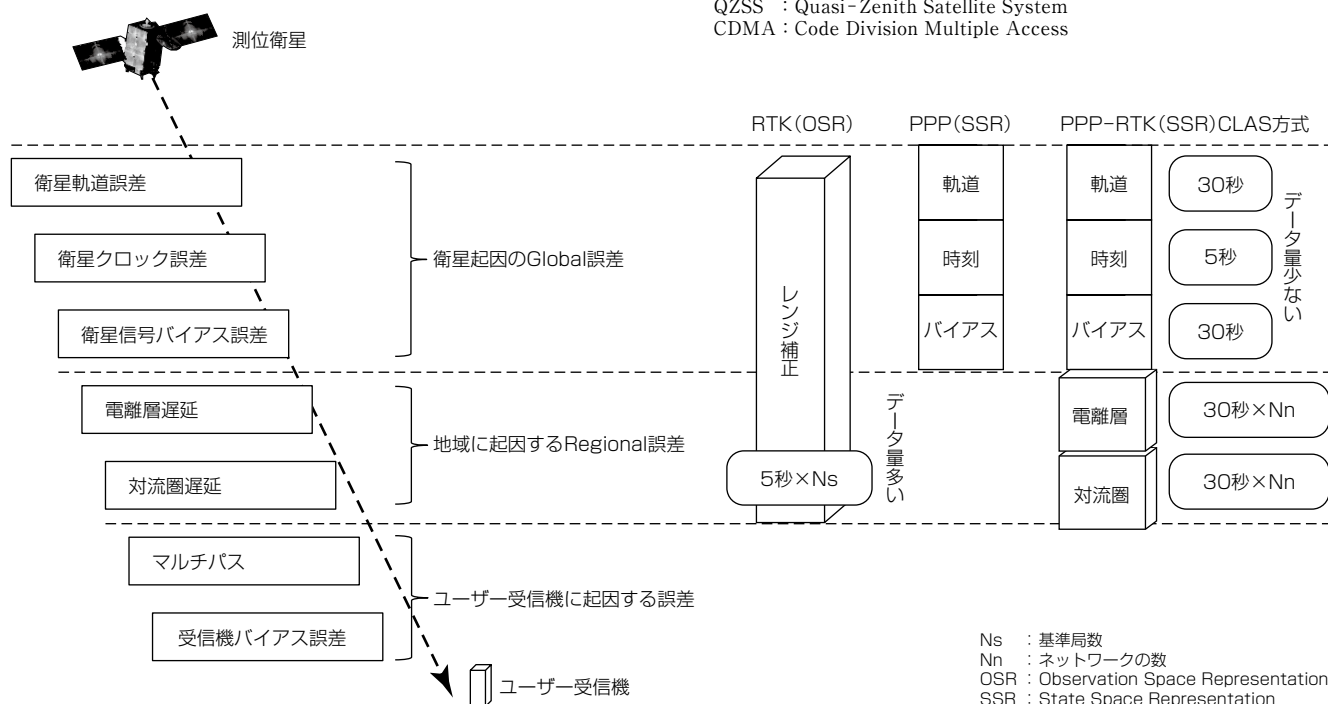 QZSS : Quasi-Zenith Satellite System
CDMA : Code Division Multiple Access
測位衛星
RTK(OSR) PPP(SSR) PPP-RTK(SSR)CLAS方式
衛星軌道誤差
衛星クロック誤差
衛星信号バイアス誤差
衛星起因のGlobal誤差
電離層遅延
対流圏遅延
地域に起因するRegional誤差
マルチパス
受信機バイアス誤差
ユーザー受信機に起因する誤差
ユーザー受信機
レンジ補正
5秒×Ns
データ量多い
軌道
時刻
バイアス
軌道 30秒
時刻 5秒
バイアス 30秒
データ量少ない
電離層 30秒×Nn
対流圏 30秒×Nn
Ns : 基準局数
Nn : ネットワークの数
OSR : Observation Space Representation
SSR : State Space Representation